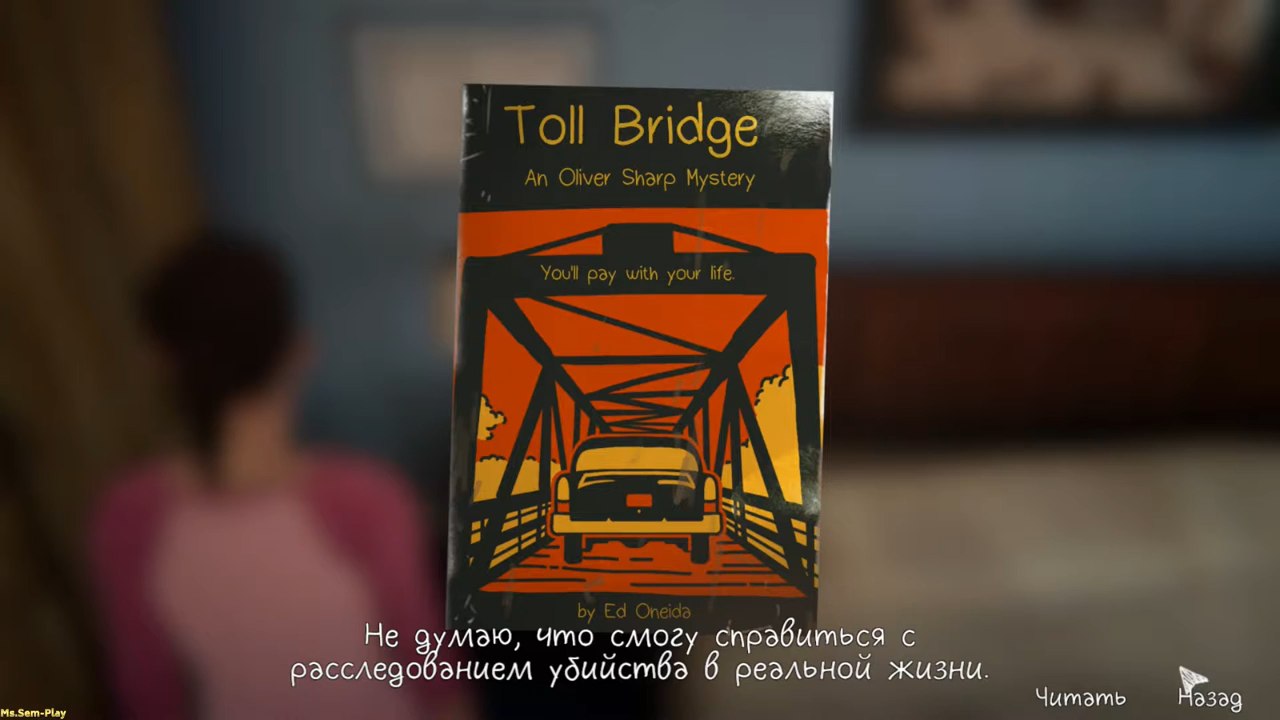 Toll Bridge
An Oliver Sharp Mystery
You'll pay with your life.
by Ed Oneida
Не думаю, что смогу справиться с
расследованием убийства в реальной жизни.
Читать Назад
Ms.Sem-Play